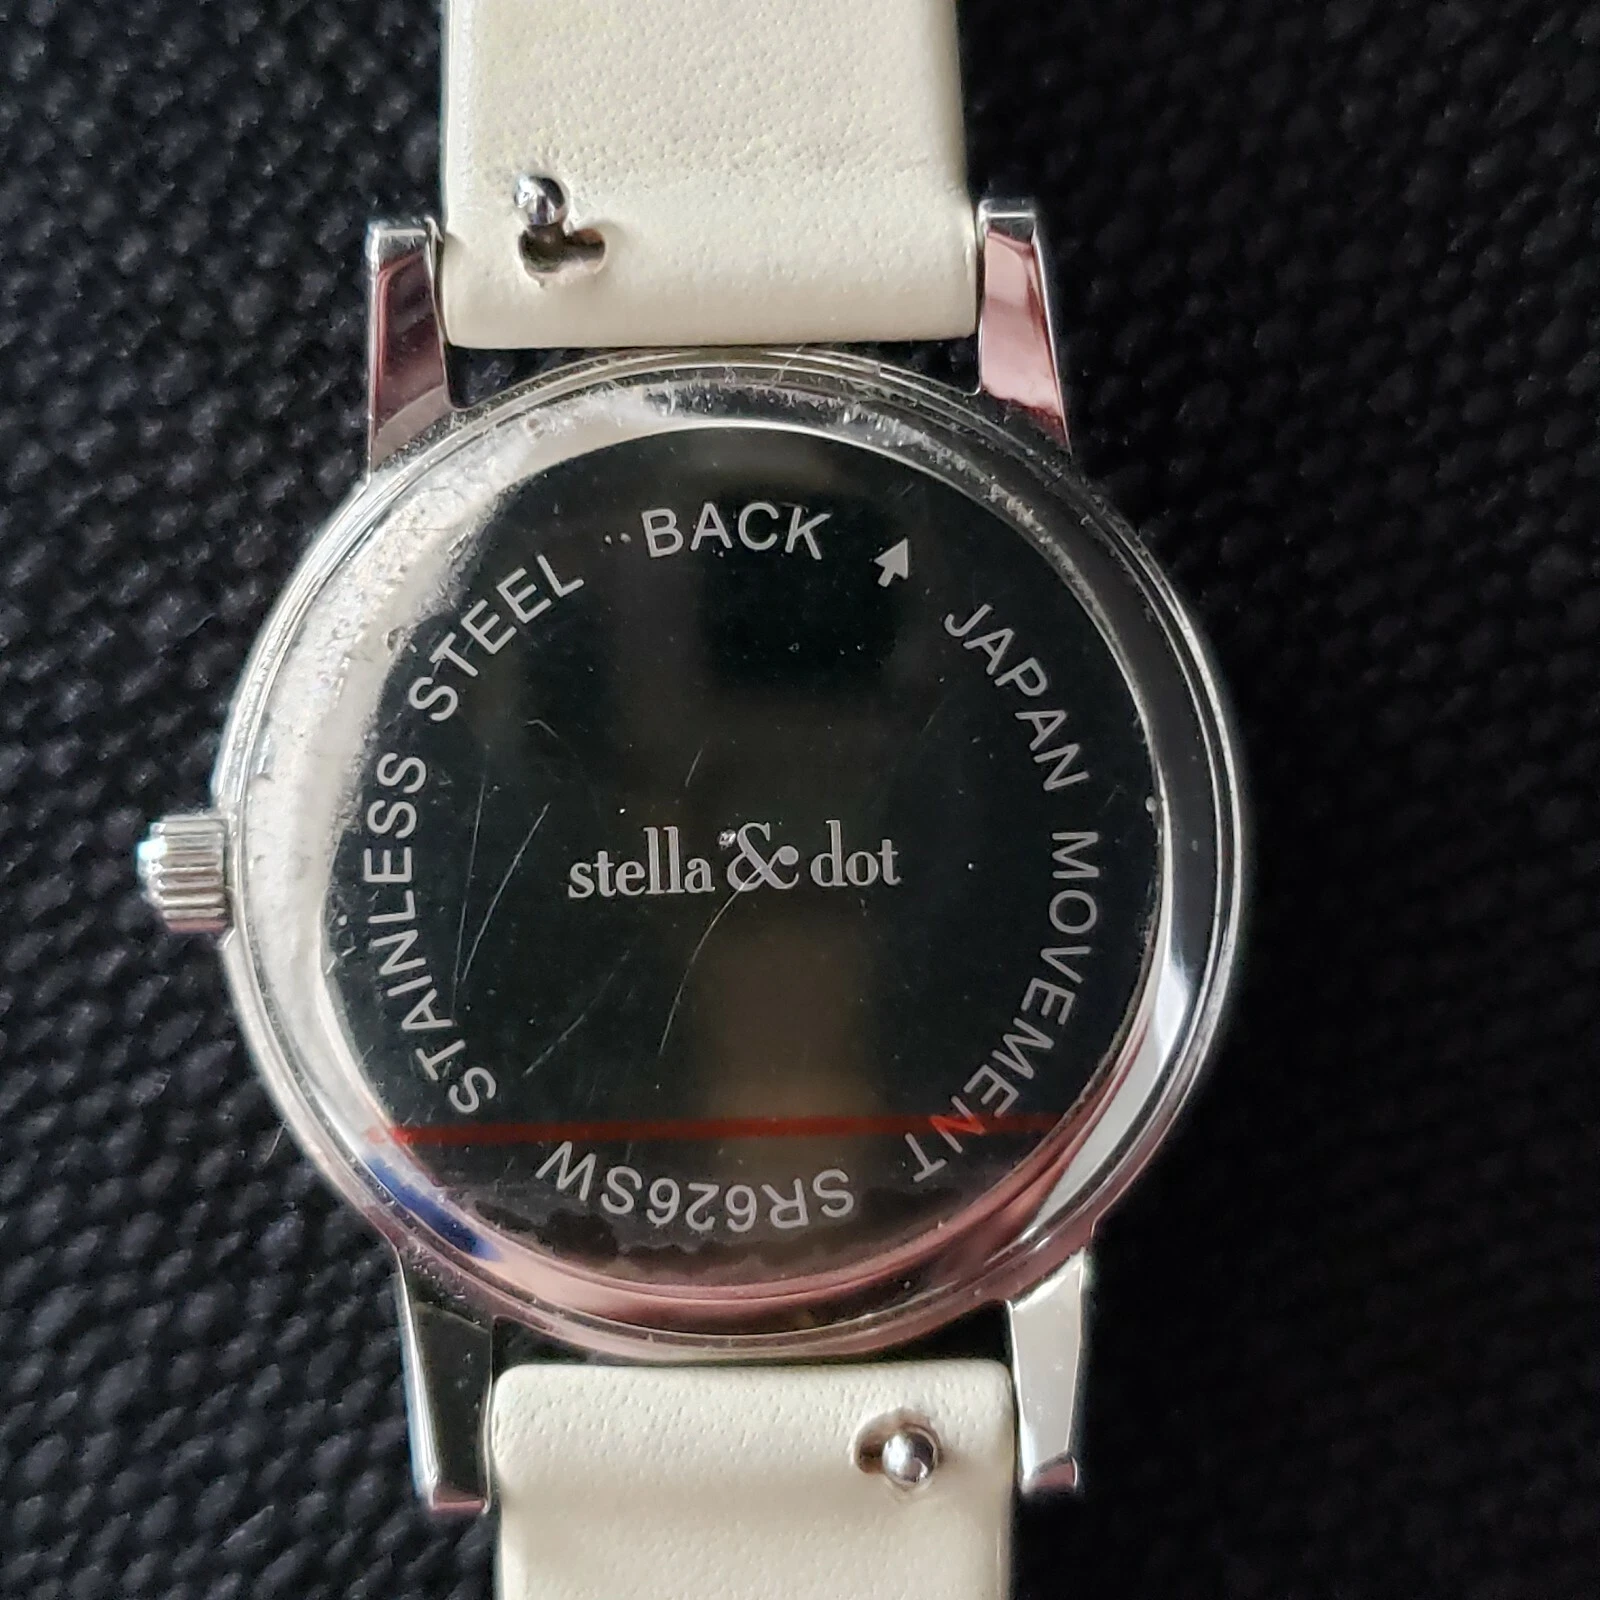 STAINLESS STEEL BACK
JAPAN MOVEMENT
SR626SW
stella & dot